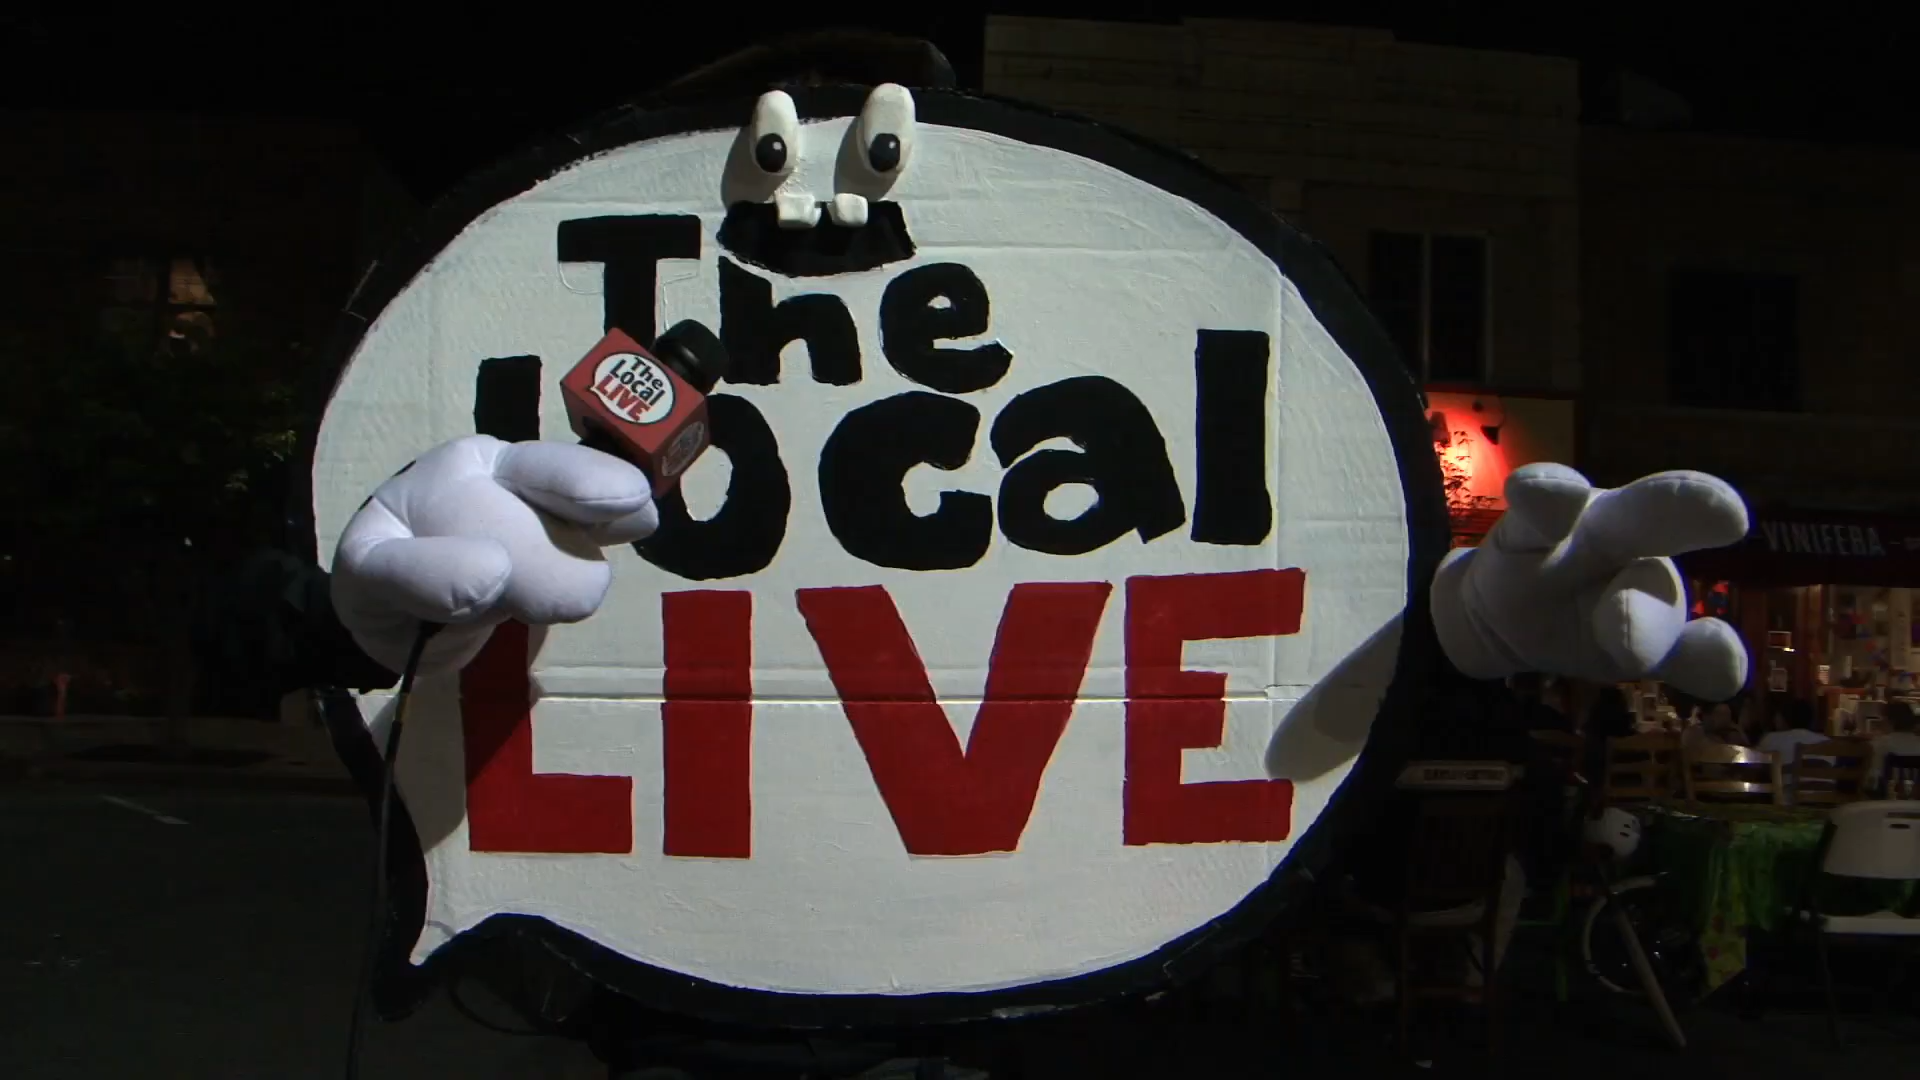 The
Local
LIVE
The
Local
LIVE
VINIFERA